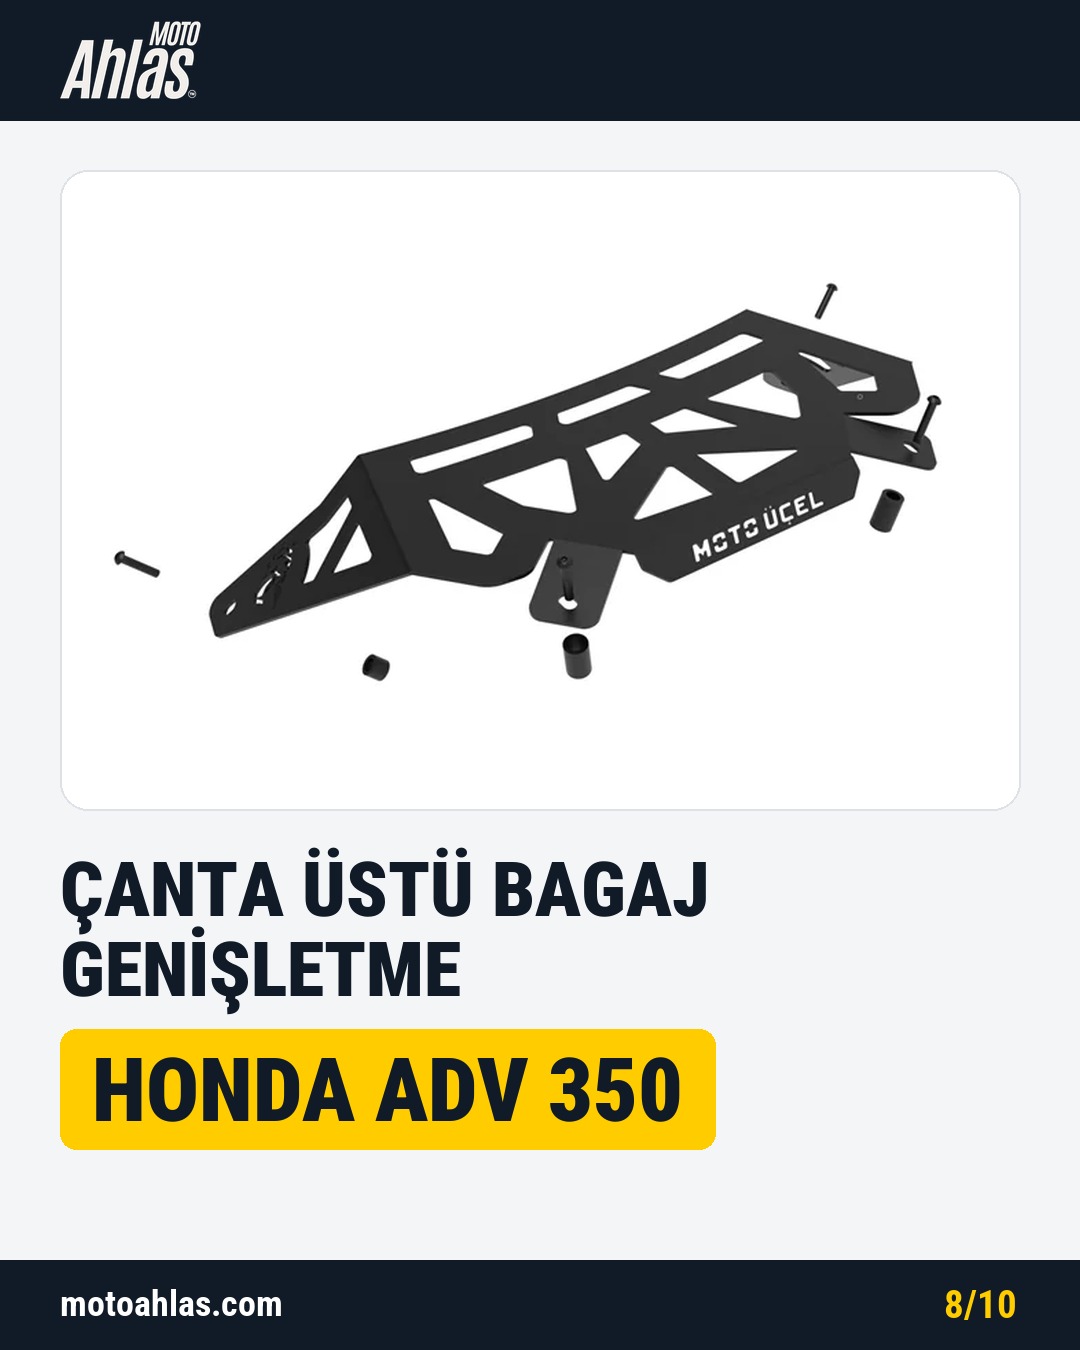 MOTO
Ahlas
MOTO ÜÇEL
ÇANTA ÜSTÜ BAGAJ
GENİŞLETME
HONDA ADV 350
motoahlas.com
8/10